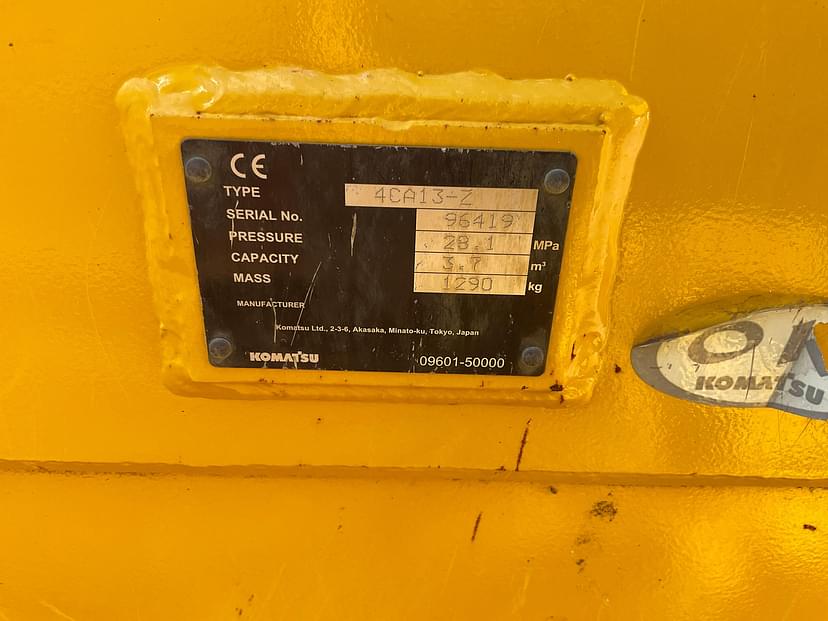 CE
TYPE 4CA13-Z
SERIAL No. 96419
PRESSURE 28.1 MPa
CAPACITY 3.7 m³
MASS 1290 kg
MANUFACTURER
Komatsu Ltd., 2-3-6, Akasaka, Minato-ku, Tokyo, Japan
KOMATSU 09601-50000
KOMATSU